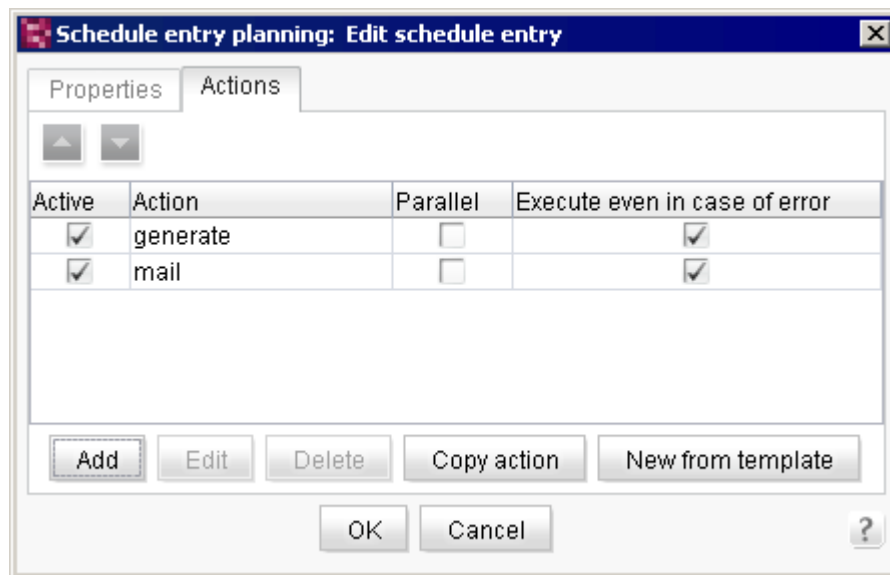 Schedule entry planning: Edit schedule entry
Properties Actions
Active Action Parallel Execute even in case of error
generate
mail
Add Edit Delete Copy action New from template
OK Cancel ?